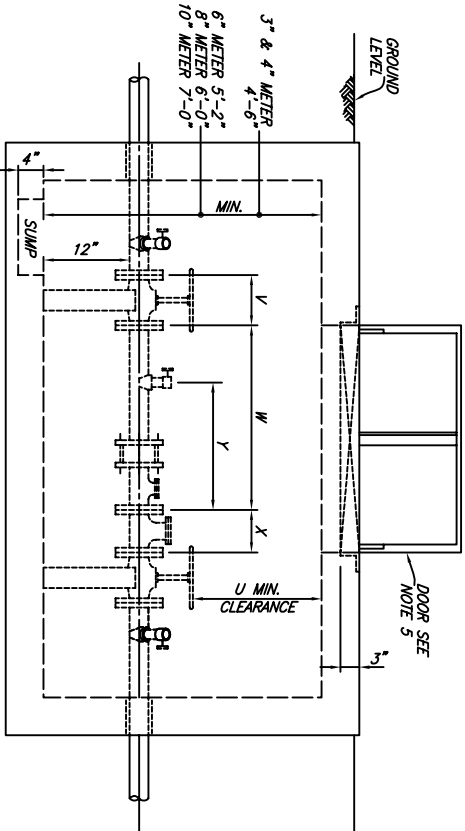 GROUND
LEVEL
3" & 4" METER
4'-6"
6" METER 5'-2"
8" METER 6'-0"
10" METER 7'-0"
4"
SUMP
MIN.
12"
V
W
Y
X
U MIN.
CLEARANCE
DOOR SEE
NOTE 5
3"